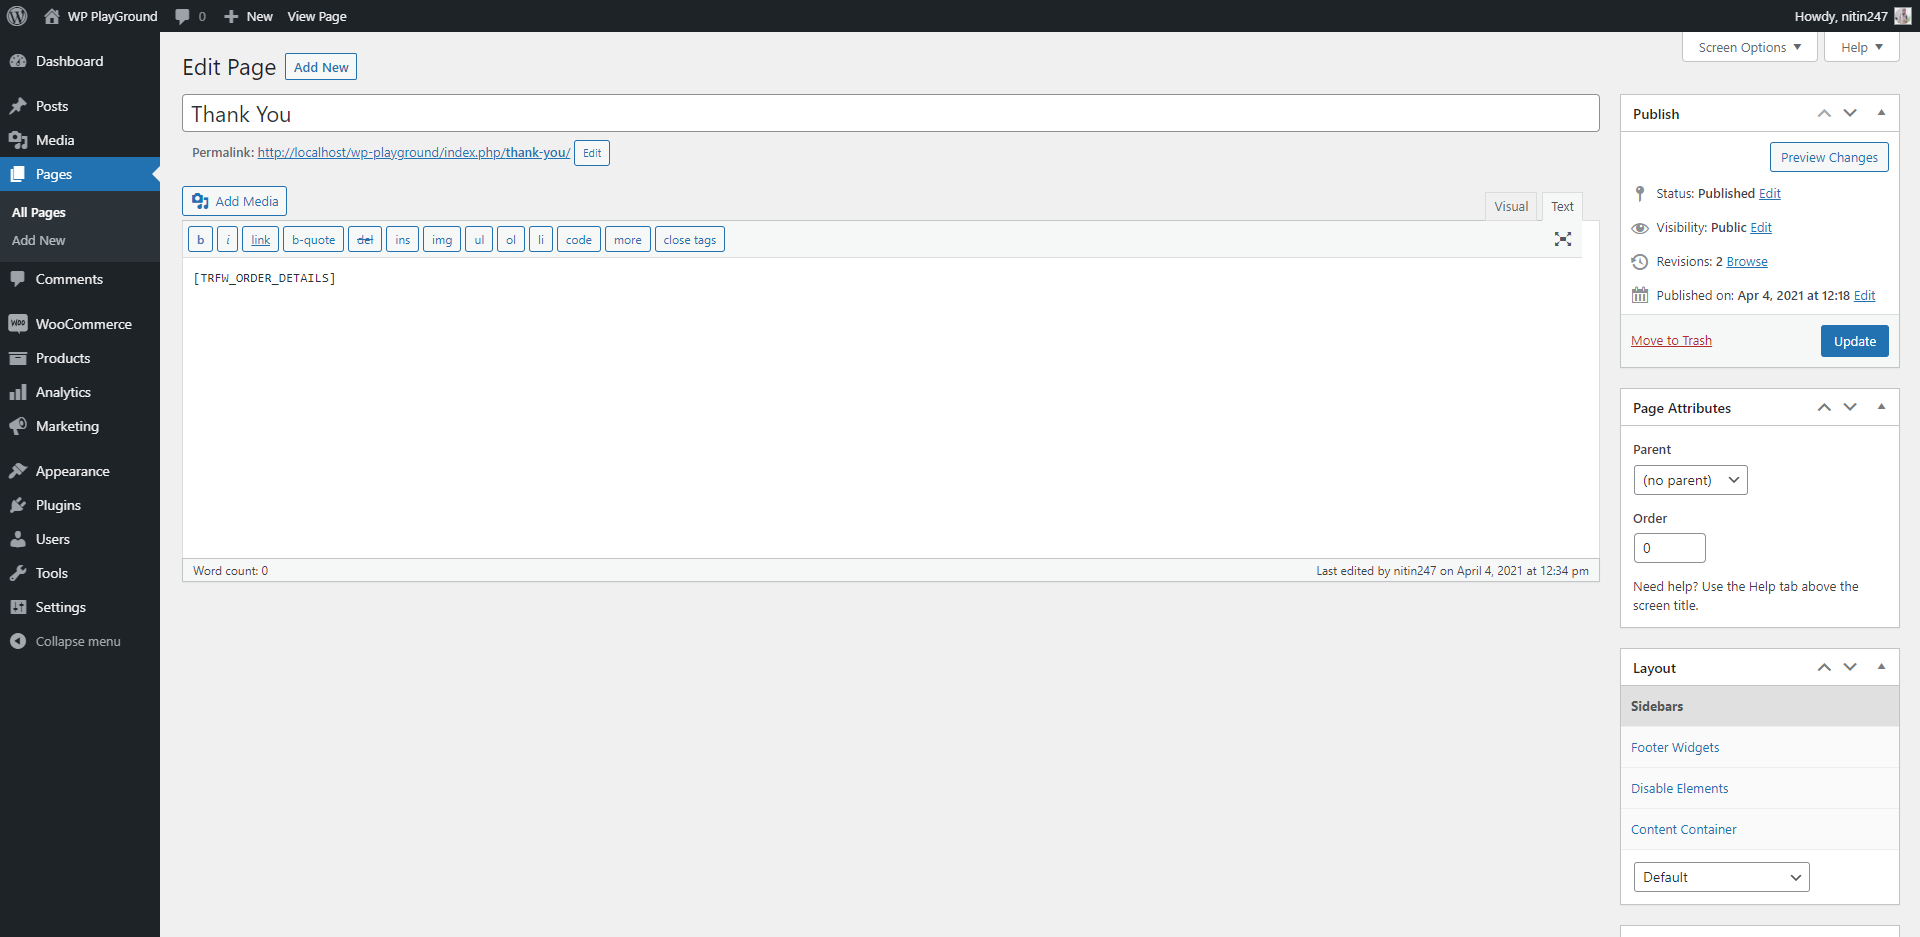 WP PlayGround 0 New View Page Howdy, nitin247
Screen Options Help
Dashboard
Posts
Media
Pages
All Pages
Add New
Comments
WooCommerce
Products
Analytics
Marketing
Appearance
Plugins
Users
Tools
Settings
Collapse menu
Edit Page Add New
Thank You
Permalink: http://localhost/wp-playground/index.php/thank-you/ Edit
Add Media
Visual Text
b i link b-quote del ins img ul ol li code more close tags
[TRFW_ORDER_DETAILS]
Word count: 0 Last edited by nitin247 on April 4, 2021 at 12:34 pm
Publish
Preview Changes
Status: Published Edit
Visibility: Public Edit
Revisions: 2 Browse
Published on: Apr 4, 2021 at 12:18 Edit
Move to Trash Update
Page Attributes
Parent
(no parent)
Order
0
Need help? Use the Help tab above the
screen title.
Layout
Sidebars
Footer Widgets
Disable Elements
Content Container
Default